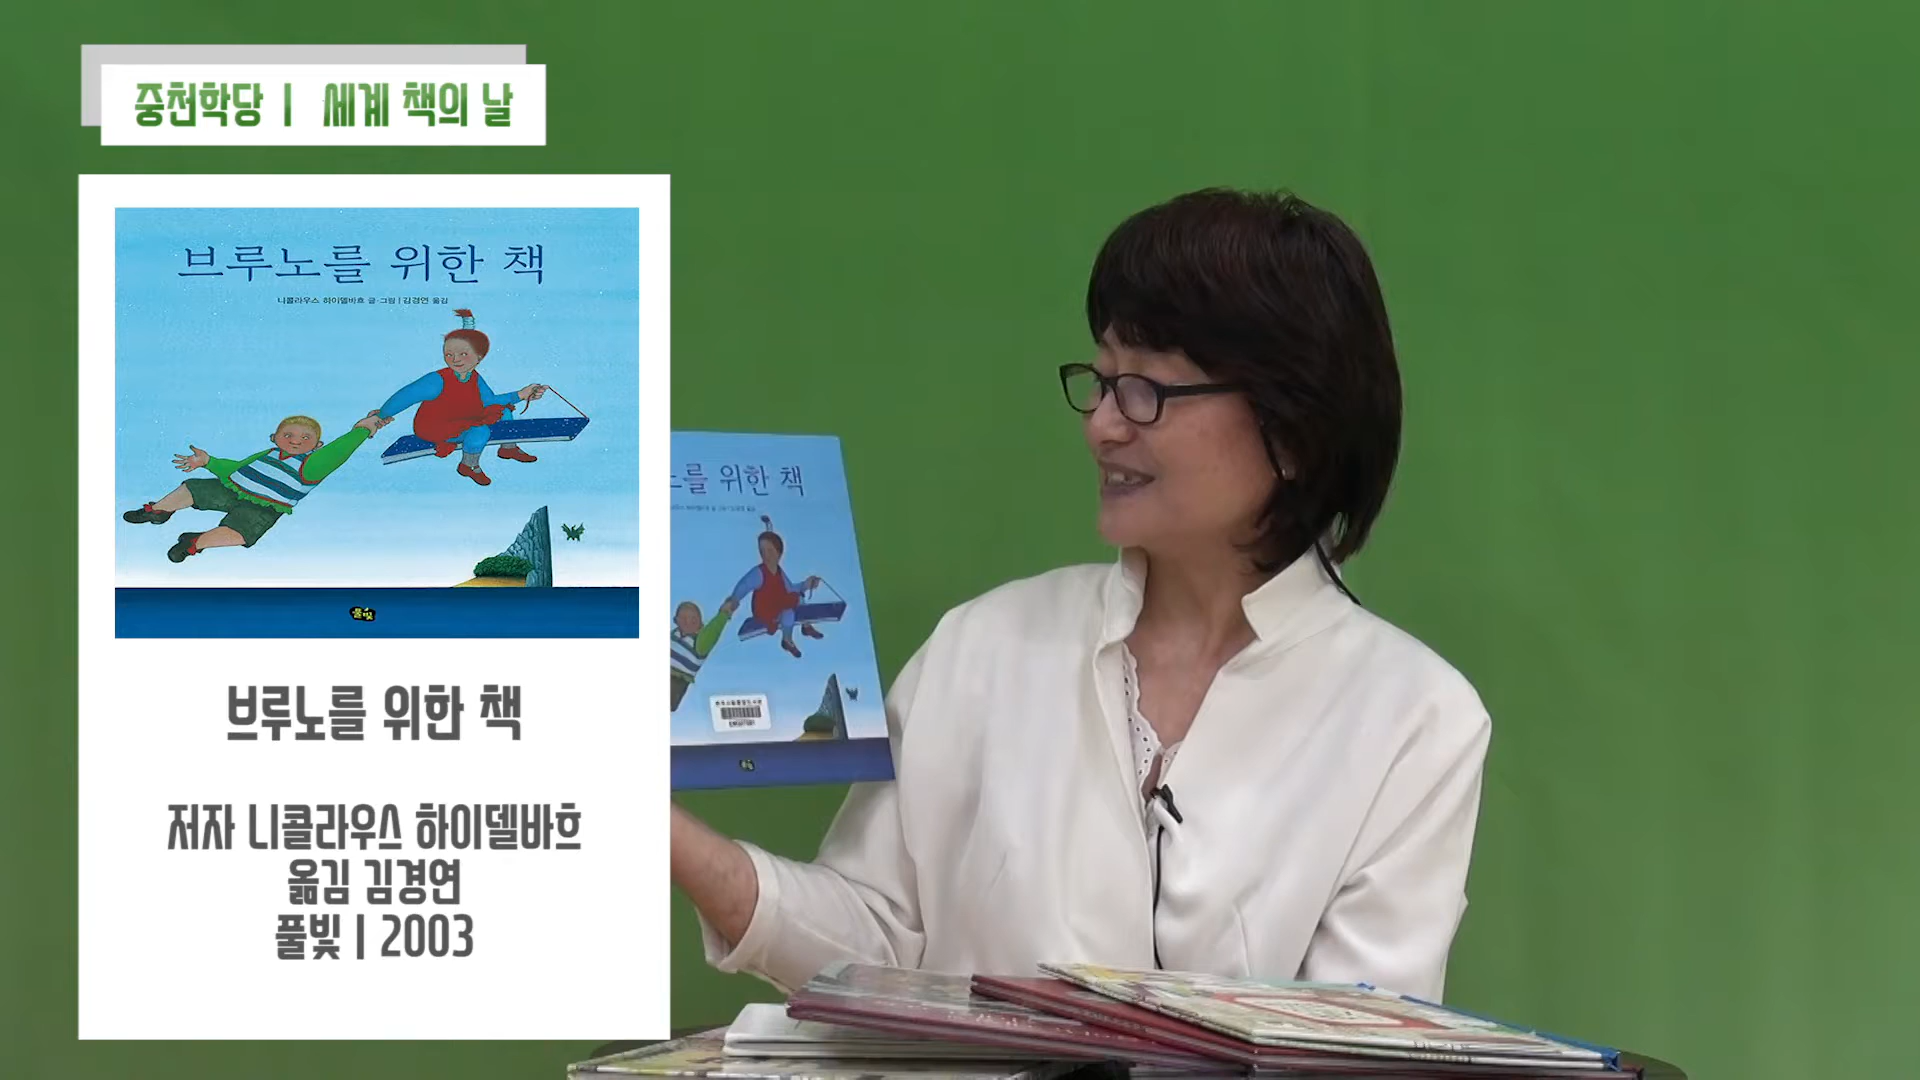 중천학당 | 세계 책의 날
브루노를 위한 책
니콜라우스 하이델바흐 글·그림 | 김경연 옮김
풀빛
브루노를 위한 책
저자 니콜라우스 하이델바흐
옮김 김경연
풀빛 | 2003
를 위한 책